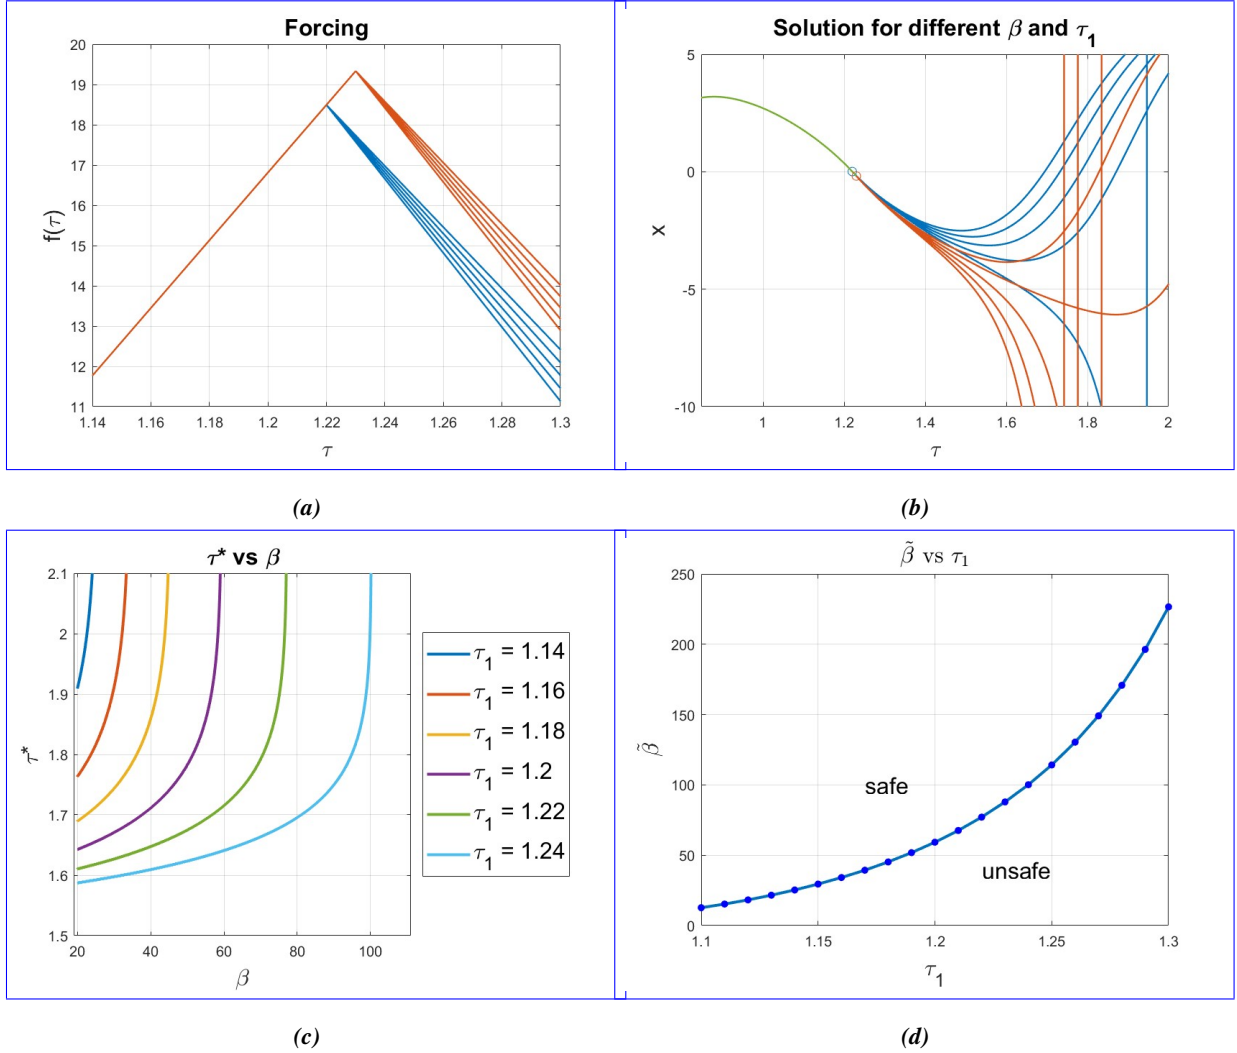 Forcing
20
19
18
17
16
15
14
13
12
11
f(τ)
1.14 1.16 1.18 1.2 1.22 1.24 1.26 1.28 1.3
τ
(a)
Solution for different β and τ1
5
0
-5
-10
x
1 1.2 1.4 1.6 1.8 2
τ
(b)
τ* vs β
2.1
2
1.9
1.8
1.7
1.6
1.5
τ*
20 40 60 80 100
β
τ1 = 1.14
τ1 = 1.16
τ1 = 1.18
τ1 = 1.2
τ1 = 1.22
τ1 = 1.24
(c)
β̃ vs τ1
250
200
150
100
50
0
β̃
safe
unsafe
1.1 1.15 1.2 1.25 1.3
τ1
(d)